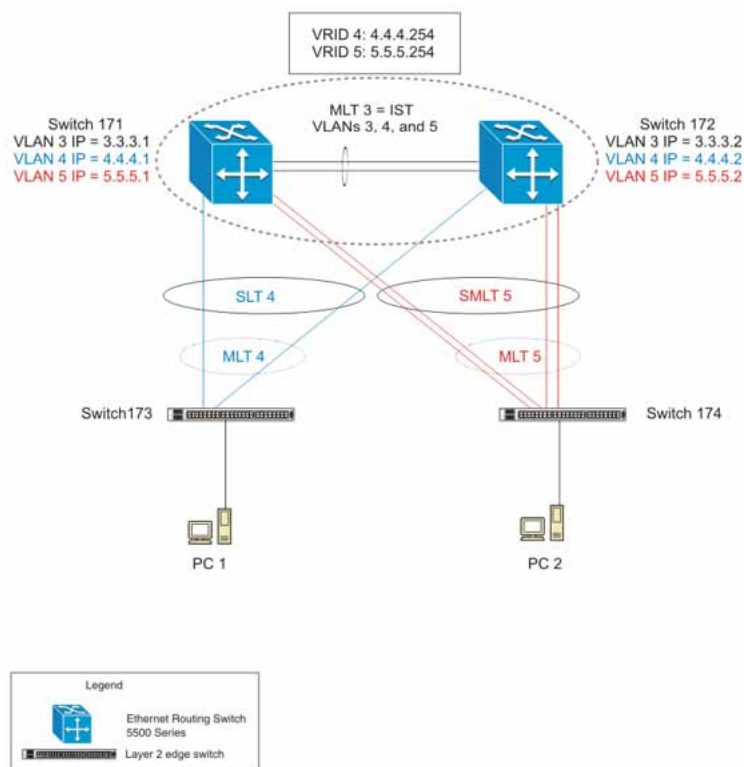 VRID 4: 4.4.4.254
VRID 5: 5.5.5.254
MLT 3 = IST
VLANs 3, 4, and 5
Switch 171
VLAN 3 IP = 3.3.3.1
VLAN 4 IP = 4.4.4.1
VLAN 5 IP = 5.5.5.1
Switch 172
VLAN 3 IP = 3.3.3.2
VLAN 4 IP = 4.4.4.2
VLAN 5 IP = 5.5.5.2
SLT 4
SMLT 5
MLT 4
MLT 5
Switch173
Switch 174
PC 1
PC 2
Legend
Ethernet Routing Switch
5500 Series
Layer 2 edge switch